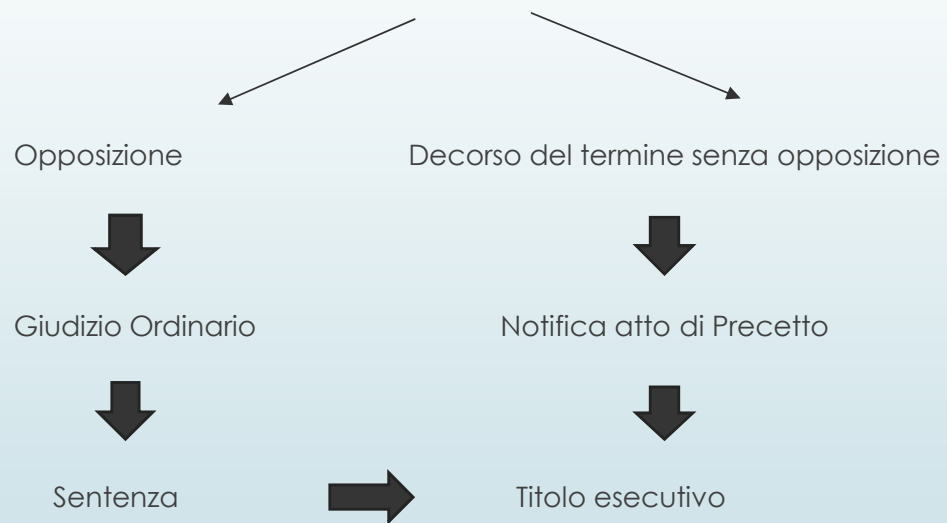 Opposizione
Decorso del termine senza opposizione
Giudizio Ordinario
Notifica atto di Precetto
Sentenza
Titolo esecutivo